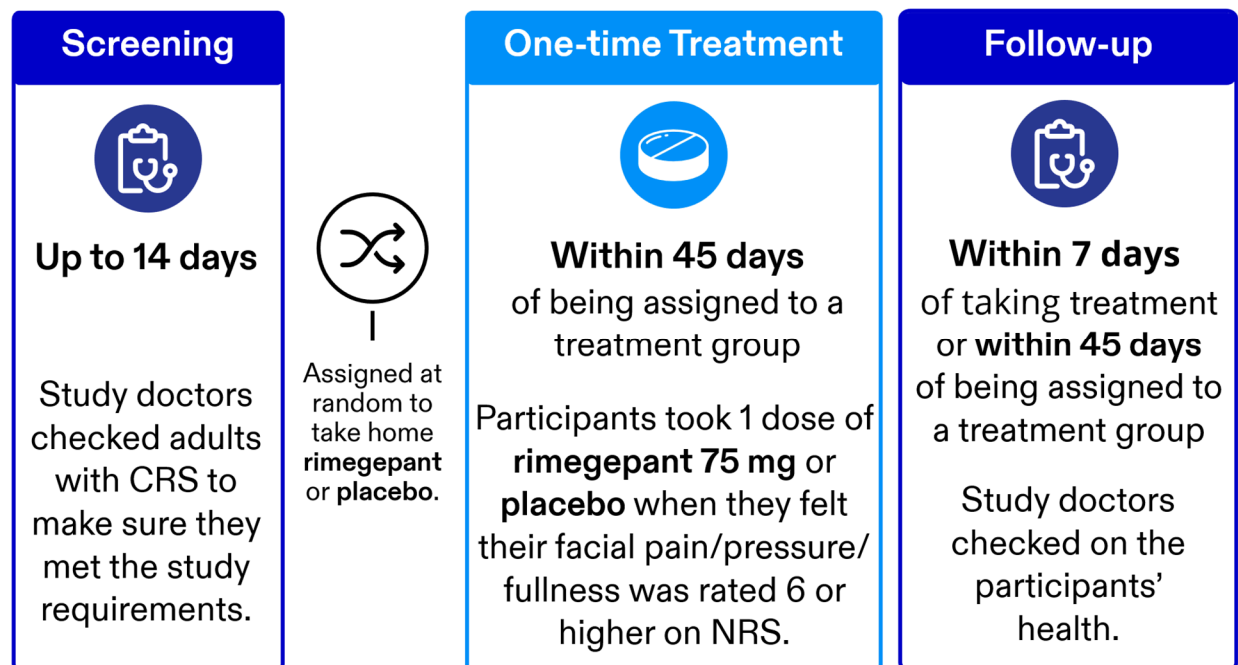 Screening
Up to 14 days
Study doctors
checked adults
with CRS to
make sure they
met the study
requirements.
Assigned at
random to
take home
rimegepant
or placebo.
One-time Treatment
Within 45 days
of being assigned to a
treatment group
Participants took 1 dose of
rimegepant 75 mg or
placebo when they felt
their facial pain/pressure/
fullness was rated 6 or
higher on NRS.
Follow-up
Within 7 days
of taking treatment
or within 45 days
of being assigned to
a treatment group
Study doctors
checked on the
participants’
health.